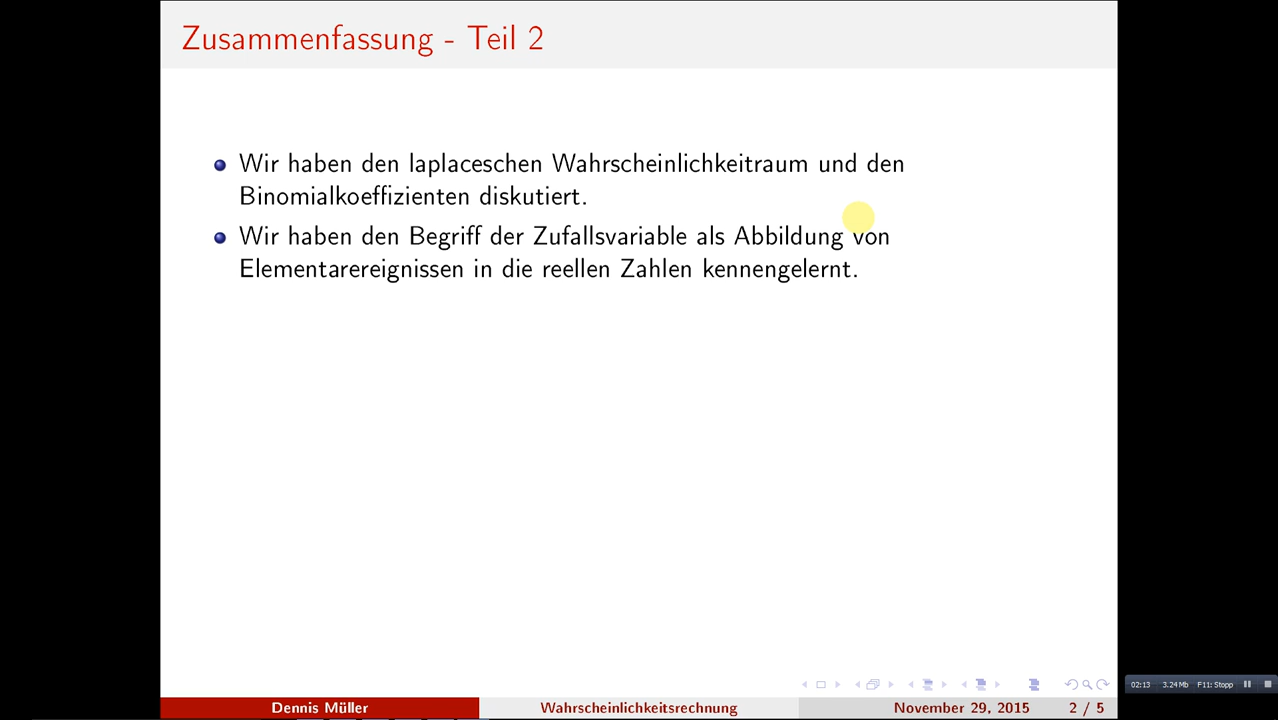 Zusammenfassung - Teil 2
Wir haben den laplaceschen Wahrscheinlichkeitraum und den
Binomialkoeffizienten diskutiert.
Wir haben den Begriff der Zufallsvariable als Abbildung von
Elementarereignissen in die reellen Zahlen kennengelernt.
02:13 3.24 Mb F11: Stopp
Dennis Müller Wahrscheinlichkeitsrechnung November 29, 2015 2 / 5